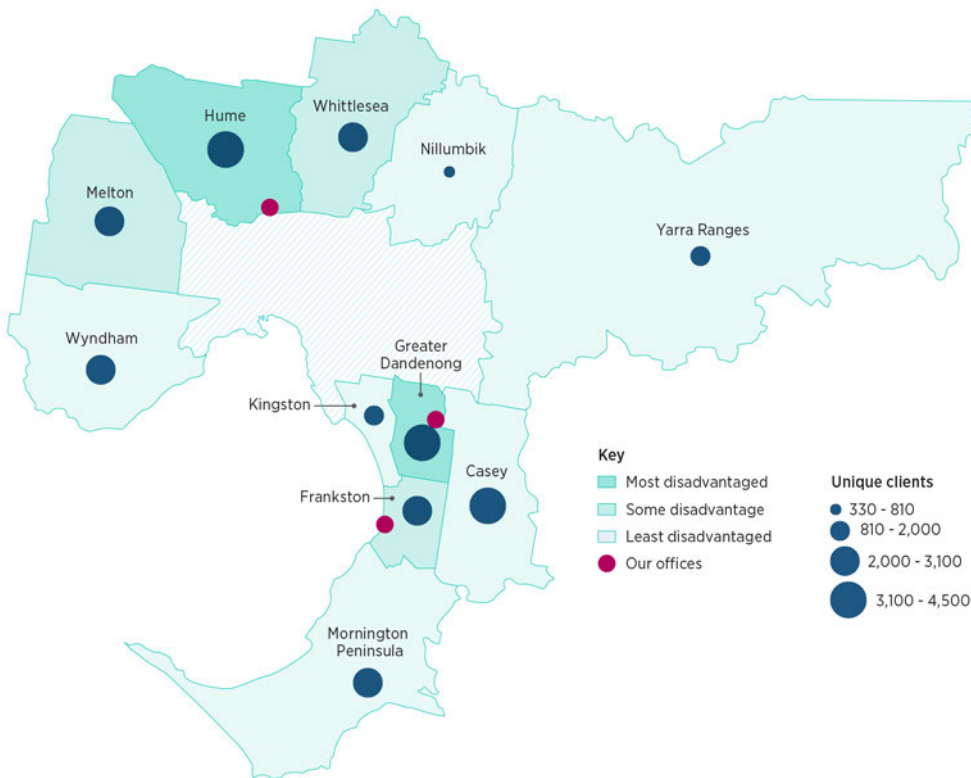 Hume
Whittlesea
Nillumbik
Melton
Yarra Ranges
Wyndham
Greater
Dandenong
Kingston
Casey
Frankston
Mornington
Peninsula
Key
Most disadvantaged
Some disadvantage
Least disadvantaged
Our offices
Unique clients
330 - 810
810 - 2,000
2,000 - 3,100
3,100 - 4,500